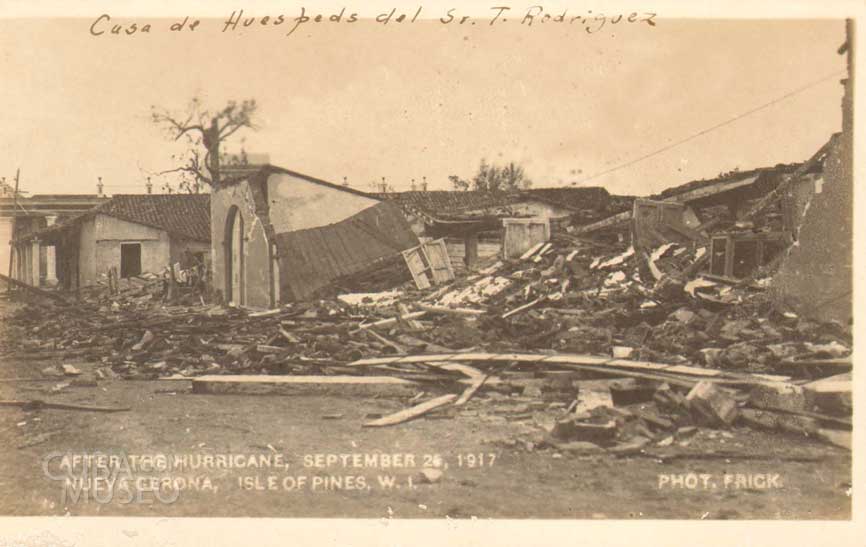 Casa de Huespeds del Sr. T. Rodriguez
AFTER THE HURRICANE, SEPTEMBER 26, 1917
NUEVA GERONA, ISLE OF PINES, W. I.
PHOT. FRICK.
CUBA
MUSEO